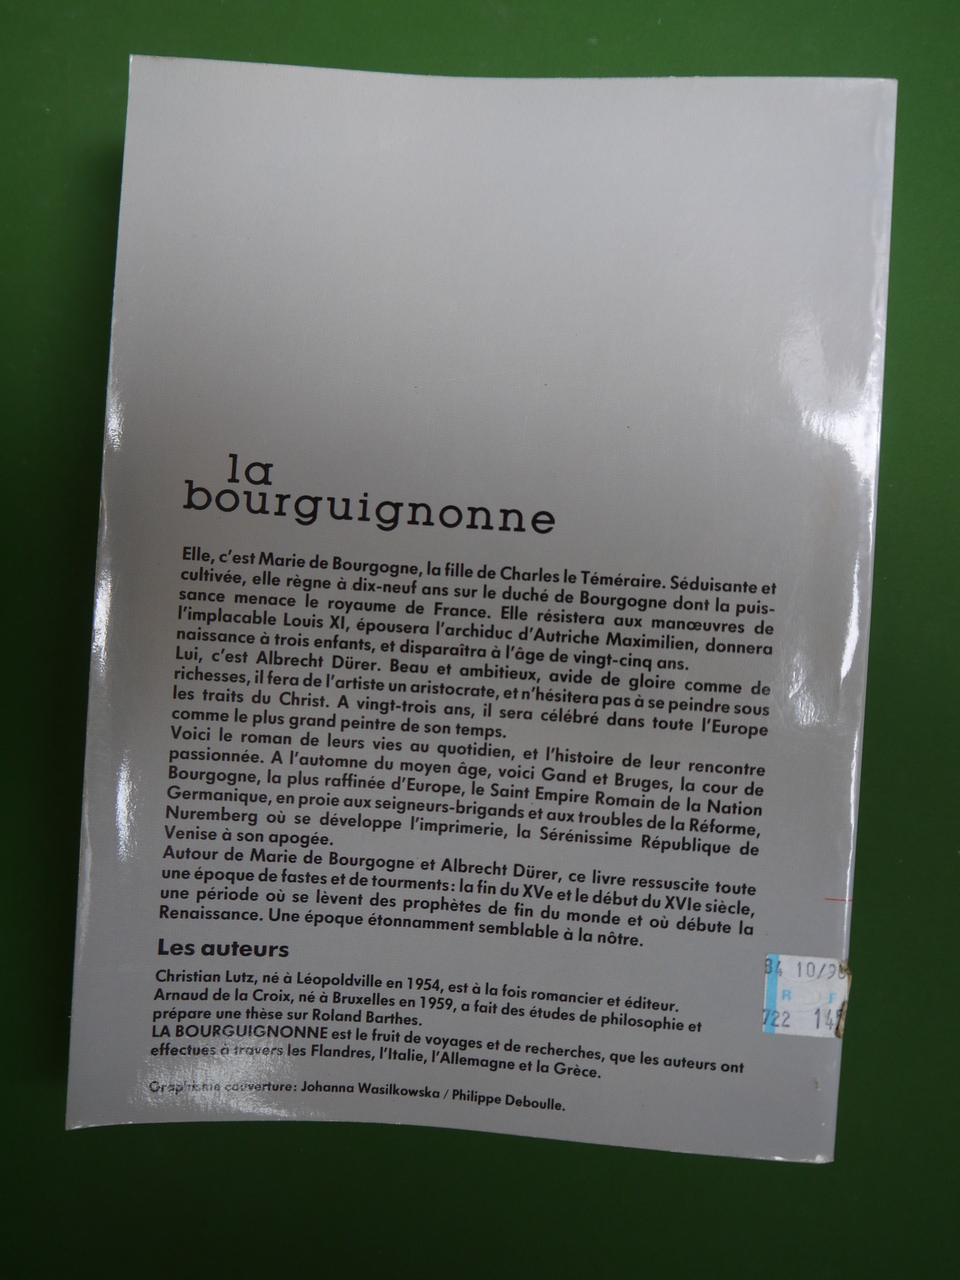 la
bourguignonne
Elle, c'est Marie de Bourgogne, la fille de Charles le Téméraire. Séduisante et
cultivée, elle règne à dix-neuf ans sur le duché de Bourgogne dont la puis-
sance menace le royaume de France. Elle résistera aux manœuvres de
l'implacable Louis XI, épousera l'archiduc d'Autriche Maximilien, donnera
naissance à trois enfants, et disparaîtra à l'âge de vingt-cinq ans.
Lui, c'est Albrecht Dürer. Beau et ambitieux, avide de gloire comme de
richesses, il fera de l'artiste un aristocrate, et n'hésitera pas à se peindre sous
les traits du Christ. A vingt-trois ans, il sera célébré dans toute l'Europe
comme le plus grand peintre de son temps.
Voici le roman de leurs vies au quotidien, et l'histoire de leur rencontre
passionnée. A l'automne du moyen âge, voici Gand et Bruges, la cour de
Bourgogne, la plus raffinée d'Europe, le Saint Empire Romain de la Nation
Germanique, en proie aux seigneurs-brigands et aux troubles de la Réforme,
Nuremberg où se développe l'imprimerie, la Sérénissime République de
Venise à son apogée.
Autour de Marie de Bourgogne et Albrecht Dürer, ce livre ressuscite toute
une époque de fastes et de tourments : la fin du XVe et le début du XVIe siècle,
une période où se lèvent des prophètes de fin du monde et où débute la
Renaissance. Une époque étonnamment semblable à la nôtre.
Les auteurs
Christian Lutz, né à Léopoldville en 1954, est à la fois romancier et éditeur.
Arnaud de la Croix, né à Bruxelles en 1959, a fait des études de philosophie et
prépare une thèse sur Roland Barthes.
LA BOURGUIGNONNE est le fruit de voyages et de recherches, que les auteurs ont
effectués à travers les Flandres, l'Italie, l'Allemagne et la Grèce.
Graphisme couverture : Johanna Wasilkowska / Philippe Deboulle.
84 10/90
R F
722 145